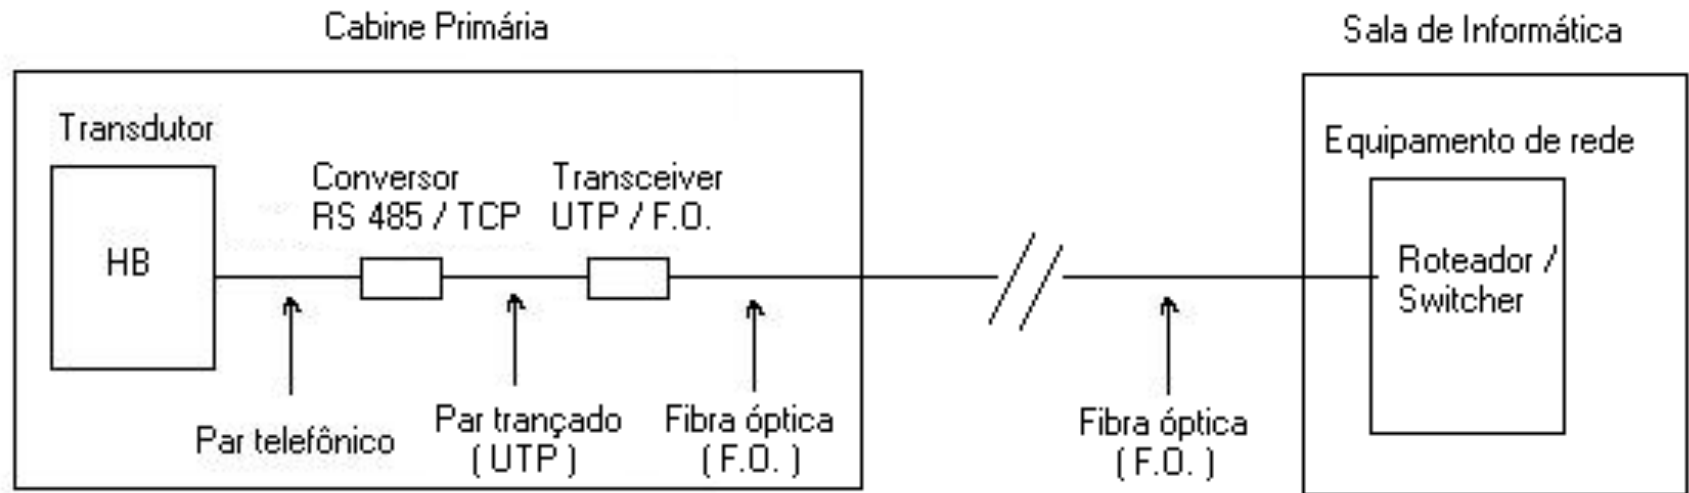 Cabine Primária
Sala de Informática
Transdutor
HB
Conversor
RS 485 / TCP
Transceiver
UTP / F.O.
Par telefônico
Par trançado
( UTP )
Fibra óptica
( F.O. )
Fibra óptica
( F.O. )
Equipamento de rede
Roteador /
Switcher